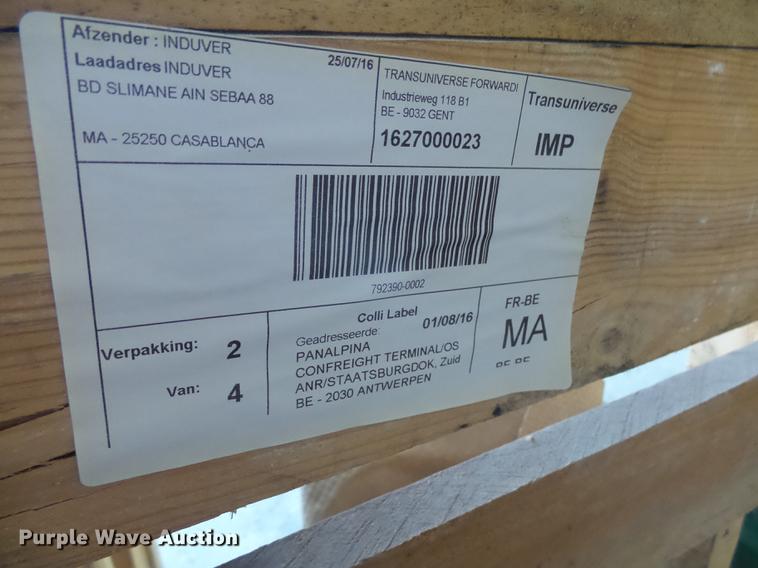 Afzender : INDUVER
Laadadres INDUVER
25/07/16
BD SLIMANE AIN SEBAA 88
MA - 25250 CASABLANCA
TRANSUNIVERSE FORWARDI
Industrieweg 118 B1
BE - 9032 GENT
1627000023
Transuniverse
IMP
792390-0002
Verpakking: 2
Van: 4
Colli Label
Geadresseerde: 01/08/16
PANALPINA
CONFREIGHT TERMINAL/OS
ANR/STAATSBURGDOK, Zuid
BE - 2030 ANTWERPEN
FR-BE
MA
Purple Wave Auction